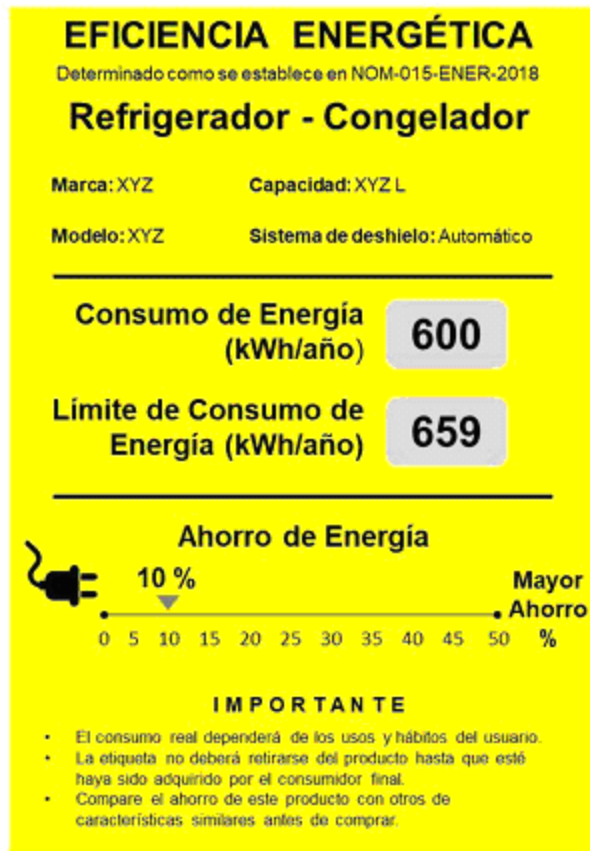 EFICIENCIA ENERGÉTICA
Determinado como se establece en NOM-015-ENER-2018
Refrigerador - Congelador
Marca: XYZ Capacidad: XYZ L
Modelo: XYZ Sistema de deshielo: Automático
Consumo de Energía
(kWh/año)
600
Límite de Consumo de
Energía (kWh/año)
659
Ahorro de Energía
10 %
Mayor
Ahorro
%
0 5 10 15 20 25 30 35 40 45 50
IMPORTANTE
• El consumo real dependerá de los usos y hábitos del usuario.
• La etiqueta no deberá retirarse del producto hasta que esté
haya sido adquirido por el consumidor final.
• Compare el ahorro de este producto con otros de
características similares antes de comprar.